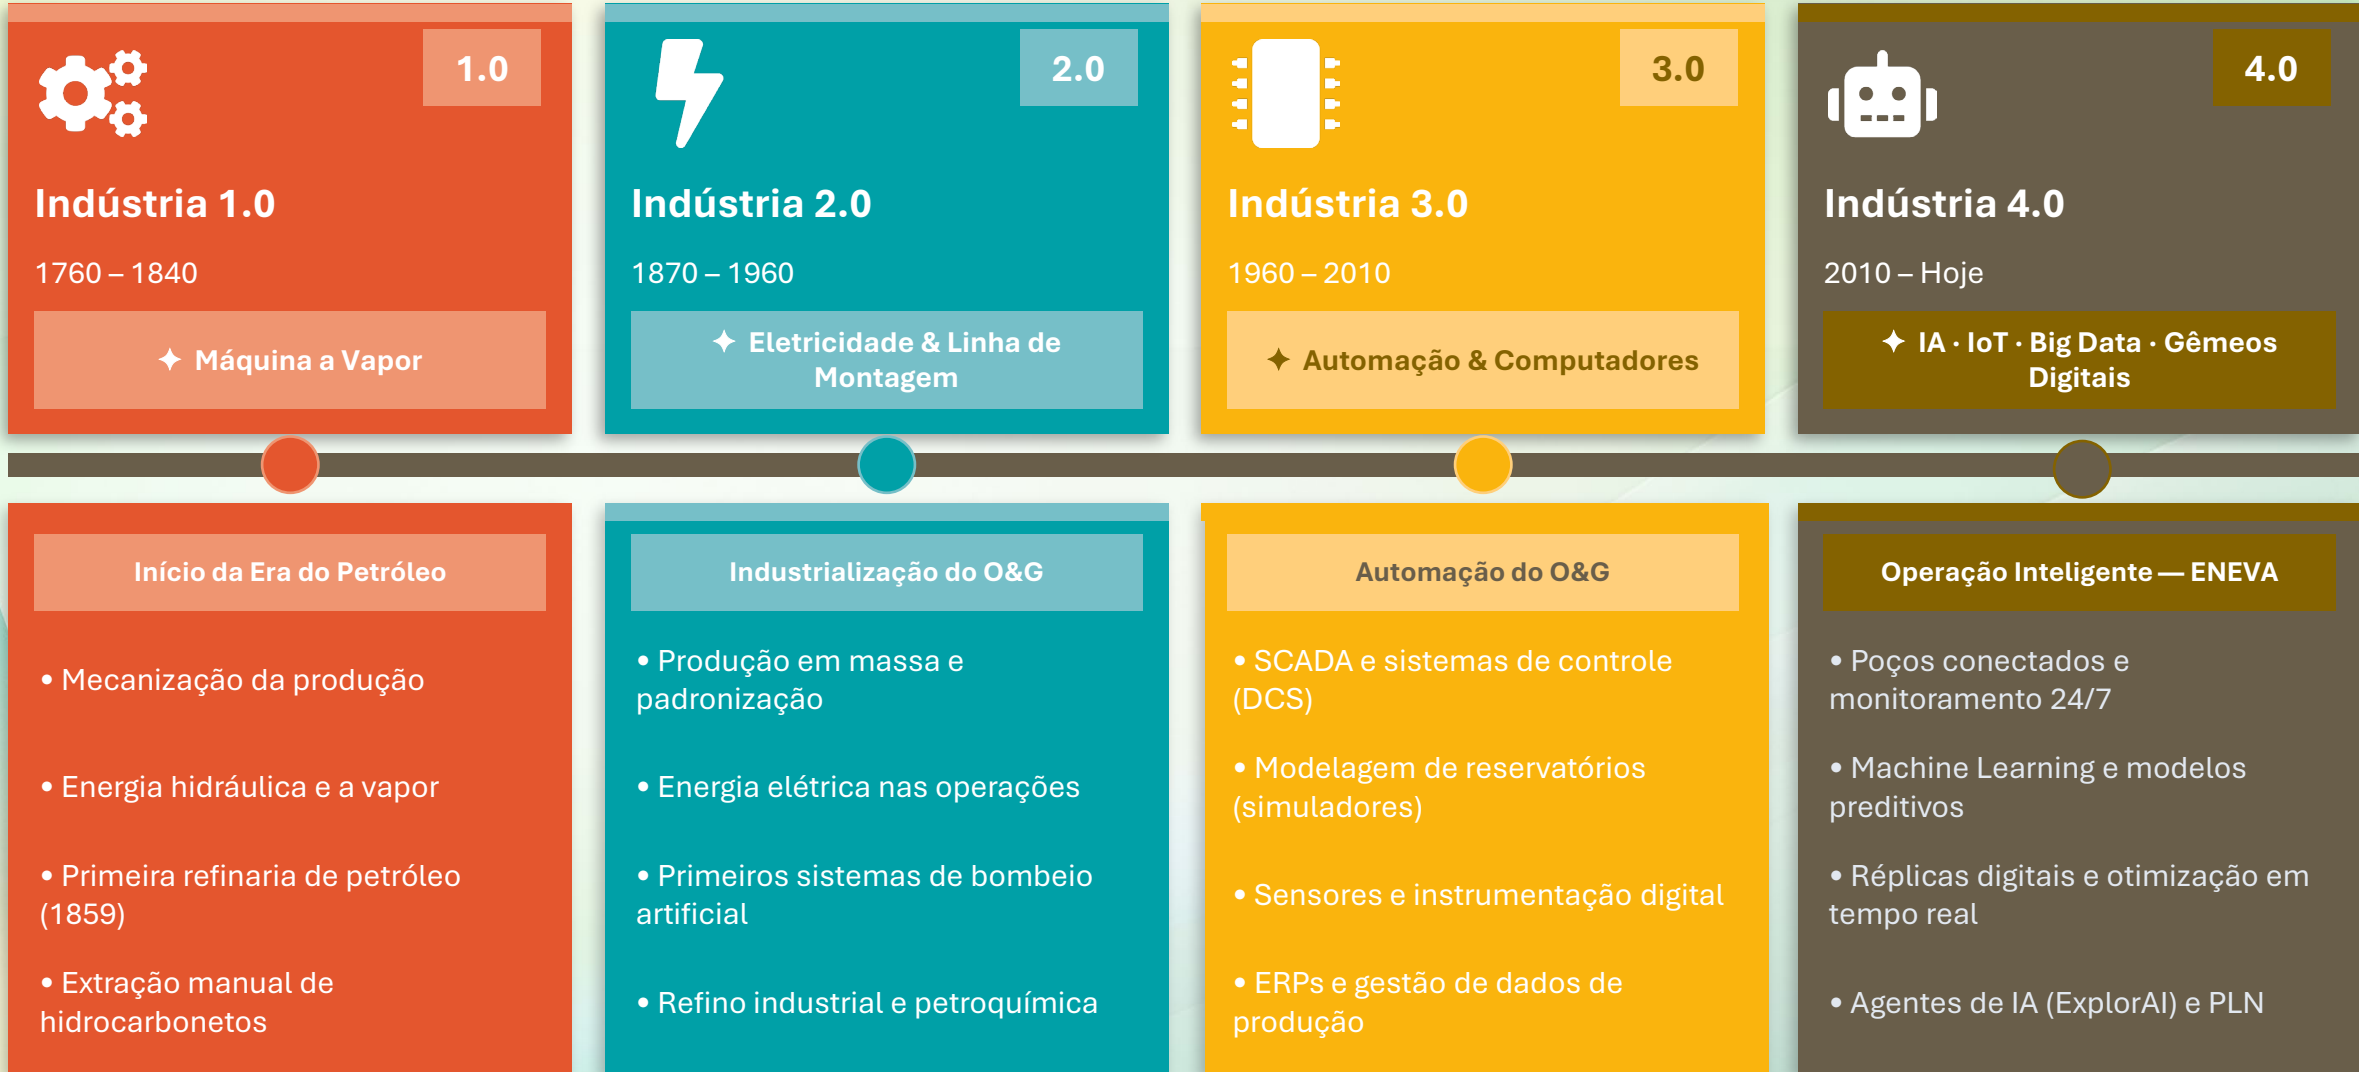 1.0
Indústria 1.0
1760 – 1840
✦ Máquina a Vapor
2.0
Indústria 2.0
1870 – 1960
✦ Eletricidade & Linha de
Montagem
3.0
Indústria 3.0
1960 – 2010
✦ Automação & Computadores
4.0
Indústria 4.0
2010 – Hoje
✦ IA · IoT · Big Data · Gêmeos
Digitais
Início da Era do Petróleo
• Mecanização da produção
• Energia hidráulica e a vapor
• Primeira refinaria de petróleo
(1859)
• Extração manual de
hidrocarbonetos
Industrialização do O&G
• Produção em massa e
padronização
• Energia elétrica nas operações
• Primeiros sistemas de bombeio
artificial
• Refino industrial e petroquímica
Automação do O&G
• SCADA e sistemas de controle
(DCS)
• Modelagem de reservatórios
(simuladores)
• Sensores e instrumentação digital
• ERPs e gestão de dados de
produção
Operação Inteligente — ENEVA
• Poços conectados e
monitoramento 24/7
• Machine Learning e modelos
preditivos
• Réplicas digitais e otimização em
tempo real
• Agentes de IA (ExplorAI) e PLN